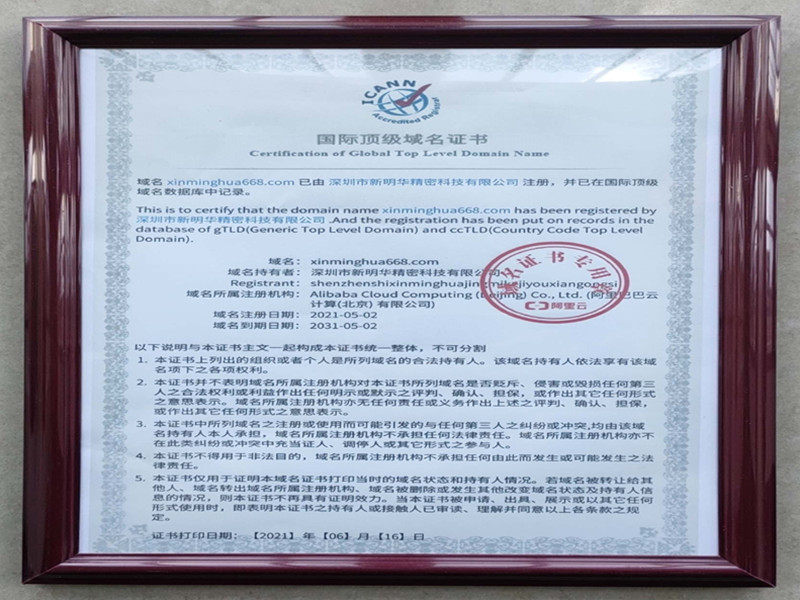 ICANN
Accredited Registrar
国际顶级域名证书
Certification of Global Top Level Domain Name
域名 xinminghua668.com 已由 深圳市新明华精密科技有限公司 注册，并已在国际顶级
域名数据库中记录。
This is to certify that the domain name xinminghua668.com has been registered by
深圳市新明华精密科技有限公司 .And the registration has been put on records in the
database of gTLD(Generic Top Level Domain) and ccTLD(Country Code Top Level
Domain).
域名： xinminghua668.com
域名持有者： 深圳市新明华精密科技有限公司
Registrant: shenzhenshixinminghuajingmikejiyouxiangongsi
域名所属注册机构： Alibaba Cloud Computing (Beijing) Co., Ltd. (阿里巴巴云
计算(北京) 有限公司)
域名注册日期： 2021-05-02
域名到期日期： 2031-05-02
域名证书专用章
阿里云
以下说明与本证书主文一起构成本证书统一整体，不可分割
1. 本证书上列出的组织或者个人是所列域名的合法持有人。该域名持有人依法享有该域
名项下之各项权利。
2. 本证书并不表明域名所属注册机构对本证书所列域名是否贬斥、侵害或毁损任何第三
人之合法权利或利益作出任何明示或默示之评判、确认、担保，或作出其它任何形式
之意思表示。域名所属注册机构亦无任何责任或义务作出上述之评判、确认、担保，
或作出其它任何形式之意思表示。
3. 本证书中所列域名之注册或使用而可能引发的与任何第三人之纠纷或冲突,均由该域
名持有人本人承担，域名所属注册机构不承担任何法律责任。域名所属注册机构亦不
在此类纠纷或冲突中充当证人、调停人或其它形式之参与人。
4. 本证书不得用于非法目的，域名所属注册机构不承担任何由此而发生或可能发生之法
律责任。
5. 本证书仅用于证明本域名证书打印当时的域名状态和持有人情况。若域名被转让给其
他人、域名转出域名所属注册机构、域名被删除或发生其他改变域名状态及持有人信
息的情况，则本证书不再具有证明效力。当本证书被申请、出具、展示或以其它任何
形式使用时，即表明本证书之持有人或接触人已审读、理解并同意以上各条款之规
定。
证书打印日期： 【2021】 年 【06】 月 【16】 日